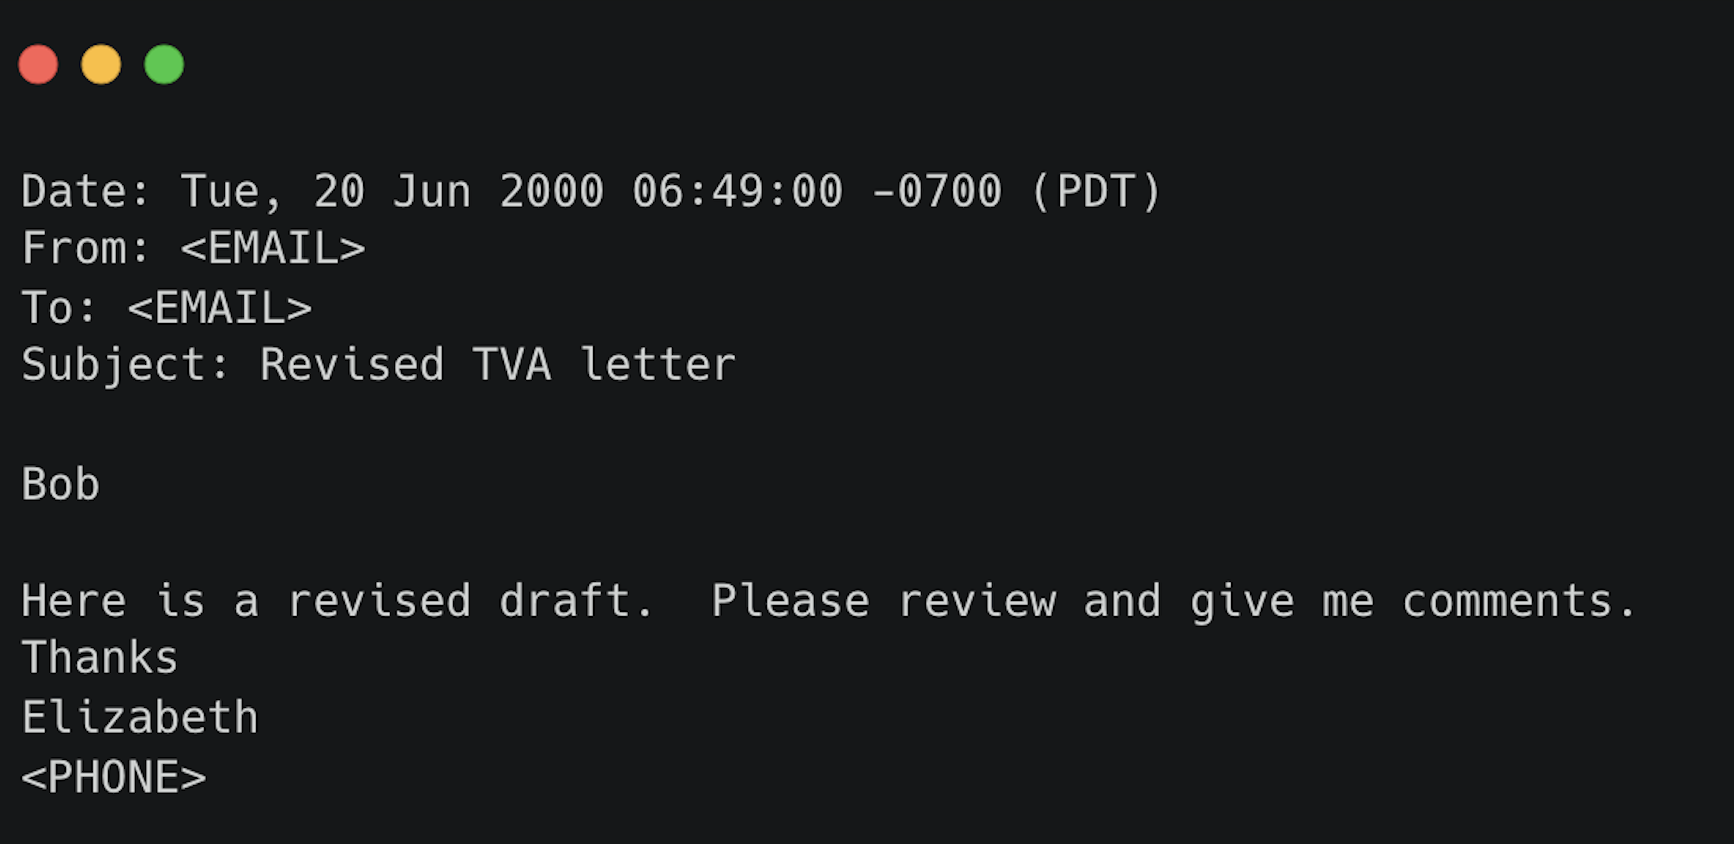 Date: Tue, 20 Jun 2000 06:49:00 -0700 (PDT)
From: <EMAIL>
To: <EMAIL>
Subject: Revised TVA letter

Bob

Here is a revised draft.  Please review and give me comments.
Thanks
Elizabeth
<PHONE>